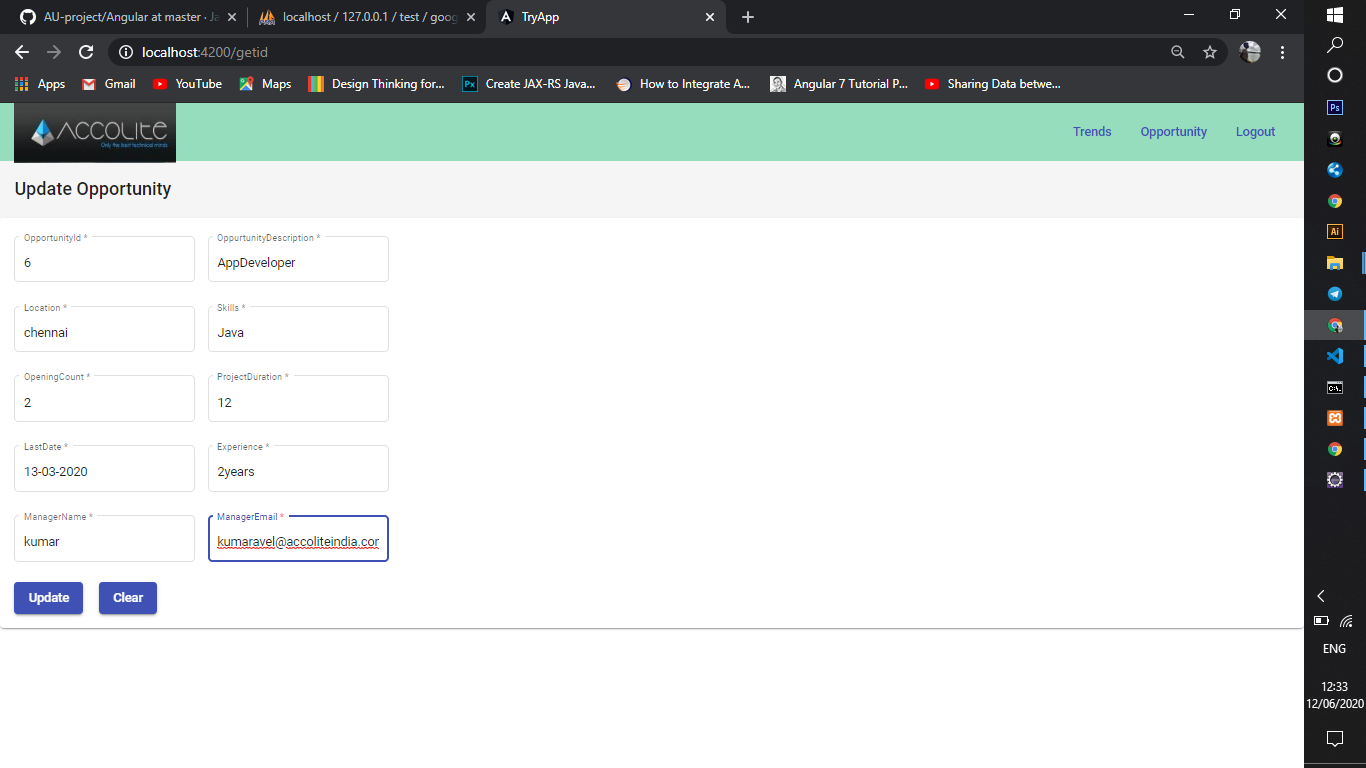 AU-project/Angular at master · Ja
localhost / 127.0.0.1 / test / goog
TryApp
localhost:4200/getid
Apps
Gmail
YouTube
Maps
Design Thinking for...
Px
Create JAX-RS Java...
How to Integrate A...
Angular 7 Tutorial P...
Sharing Data betwe...
ACCOLITE
Only the best technical minds
Trends
Opportunity
Logout
Update Opportunity
OpportunityId *
OppurtunityDescription *
6
AppDeveloper
Location *
Skills *
chennai
Java
OpeningCount *
ProjectDuration *
2
12
LastDate *
Experience *
13-03-2020
2years
ManagerName *
ManagerEmail *
kumar
kumaravel@accoliteindia.cor
Update
Clear
Ps
Ai
C:\.
ENG
12:33
12/06/2020